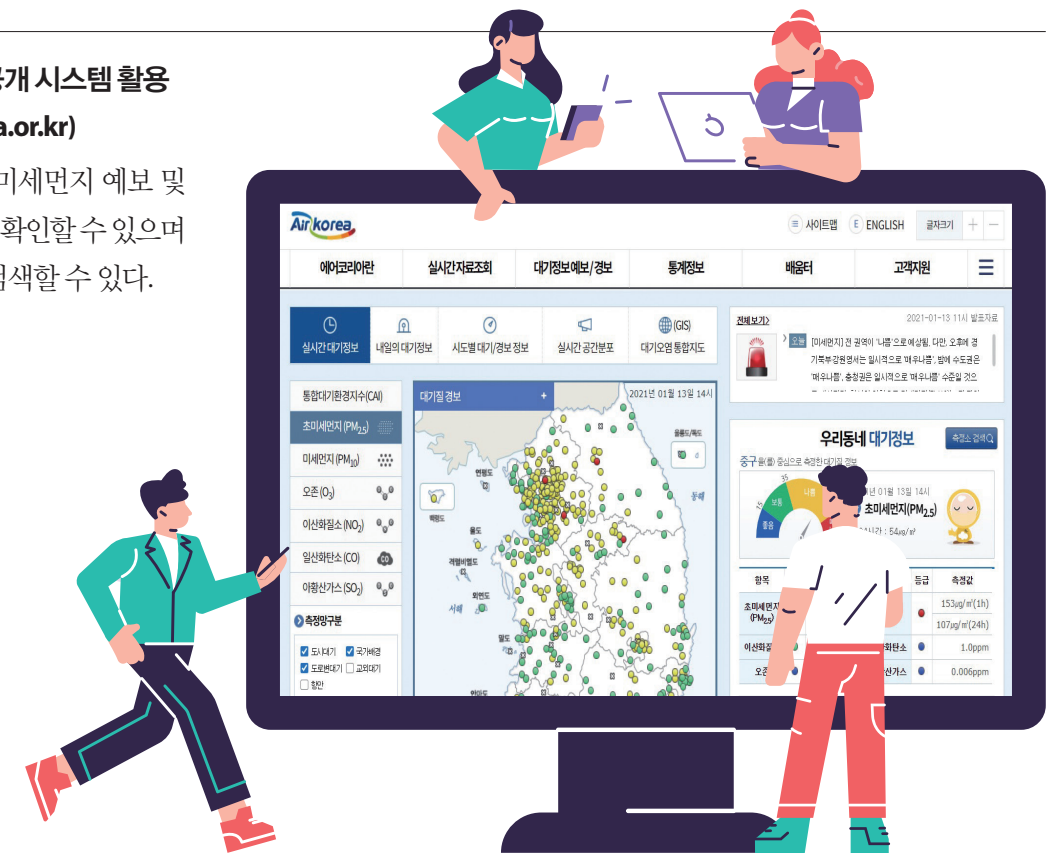 공개 시스템 활용
a.or.kr)
미세먼지 예보 및
확인할 수 있으며
검색할 수 있다.
Airkorea
사이트맵 E ENGLISH 글자크기 + −
에어코리아란 실시간자료조회 대기정보예보/경보 통계정보 배움터 고객지원
실시간 대기정보 내일의 대기정보 시도별 대기/경보 정보 실시간 공간분포 (GIS) 대기오염 통합지도
전체보기> 2021-01-13 11시 발표자료
오늘 [미세먼지] 전 권역이 '나쁨'으로 예상됨. 다만, 오후에 경
기북부·강원영서는 일시적으로 '매우나쁨', 밤에 수도권은
'매우나쁨', 충청권은 일시적으로 '매우나쁨' 수준일 것으
통합대기환경지수(CAI)
초미세먼지 (PM2.5)
미세먼지 (PM10)
오존 (O3)
이산화질소 (NO2)
일산화탄소 (CO)
아황산가스 (SO2)
측정망구분
도시대기 국가배경
도로변대기 교외대기
항만
대기질 경보 +
2021년 01월 13일 14시
울릉도/독도
연평도
백령도
동해
울도
격렬비열도
외연도
서해
말도
안마도
우리동네 대기정보
측정소 검색
중구 을(를) 중심으로 측정한 대기질 정보
15 35
좋음 보통 나쁨
년 01월 13일 14시
초미세먼지(PM2.5)
시간 : 54㎍/㎥
항목 등급 측정값
초미세먼지
(PM2.5)
153㎍/㎥(1h)
107㎍/㎥(24h)
이산화질
화탄소 1.0ppm
오존
산가스 0.006ppm